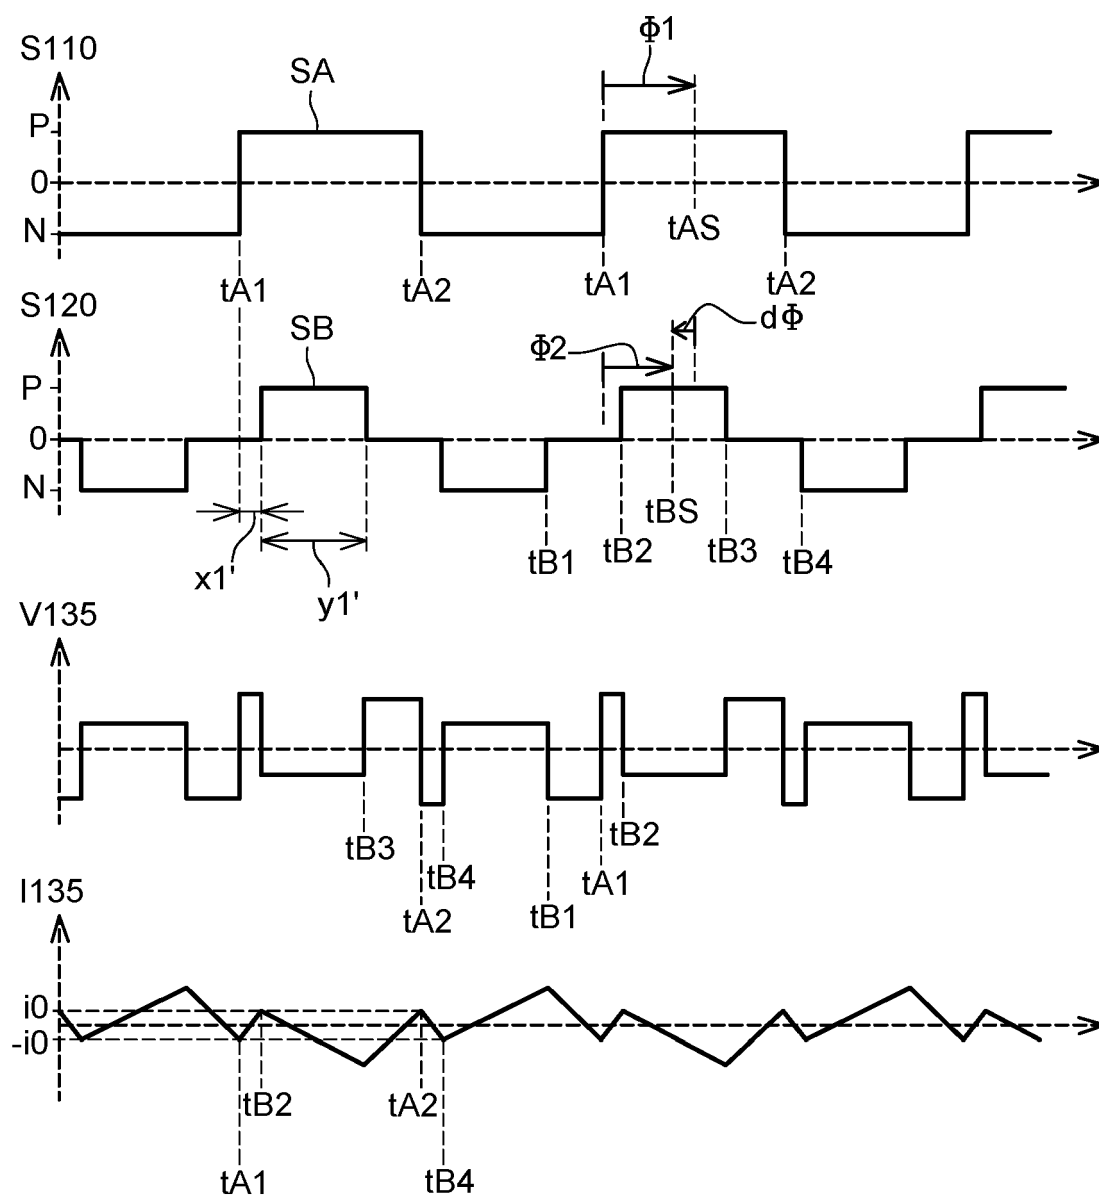 S110
Φ1
SA
P
0
N
tAS
tA1
tA2
tA1
tA2
S120
SB
Φ2
dΦ
P
0
N
tBS
tB1
tB2
tB3
tB4
x1'
y1'
V135
tB3
tB2
tB4
tA1
tA2
tB1
I135
i0
-i0
tB2
tA2
tA1
tB4